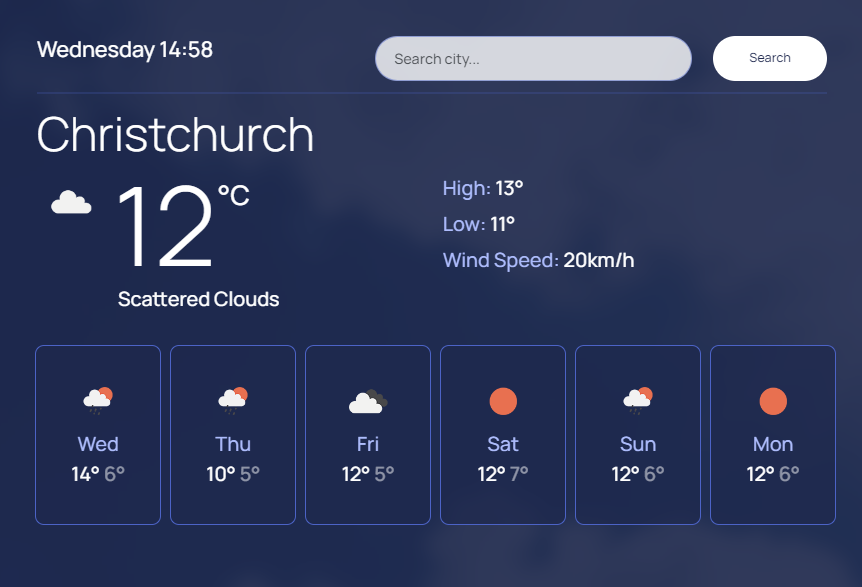 Wednesday 14:58
Search city...
Search
Christchurch
12°C
High: 13°
Low: 11°
Wind Speed: 20km/h
Scattered Clouds
Wed
14° 6°
Thu
10° 5°
Fri
12° 5°
Sat
12° 7°
Sun
12° 6°
Mon
12° 6°